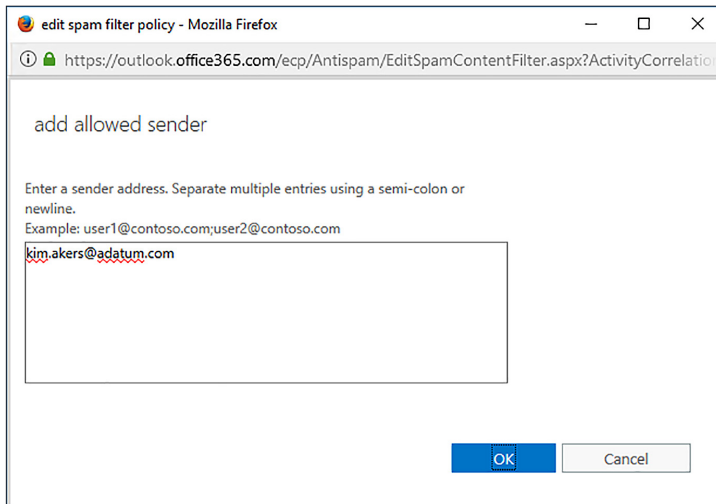 edit spam filter policy - Mozilla Firefox
https://outlook.office365.com/ecp/Antispam/EditSpamContentFilter.aspx?ActivityCorrelatio
add allowed sender
Enter a sender address. Separate multiple entries using a semi-colon or
newline.
Example: user1@contoso.com;user2@contoso.com
kim.akers@adatum.com
OK
Cancel